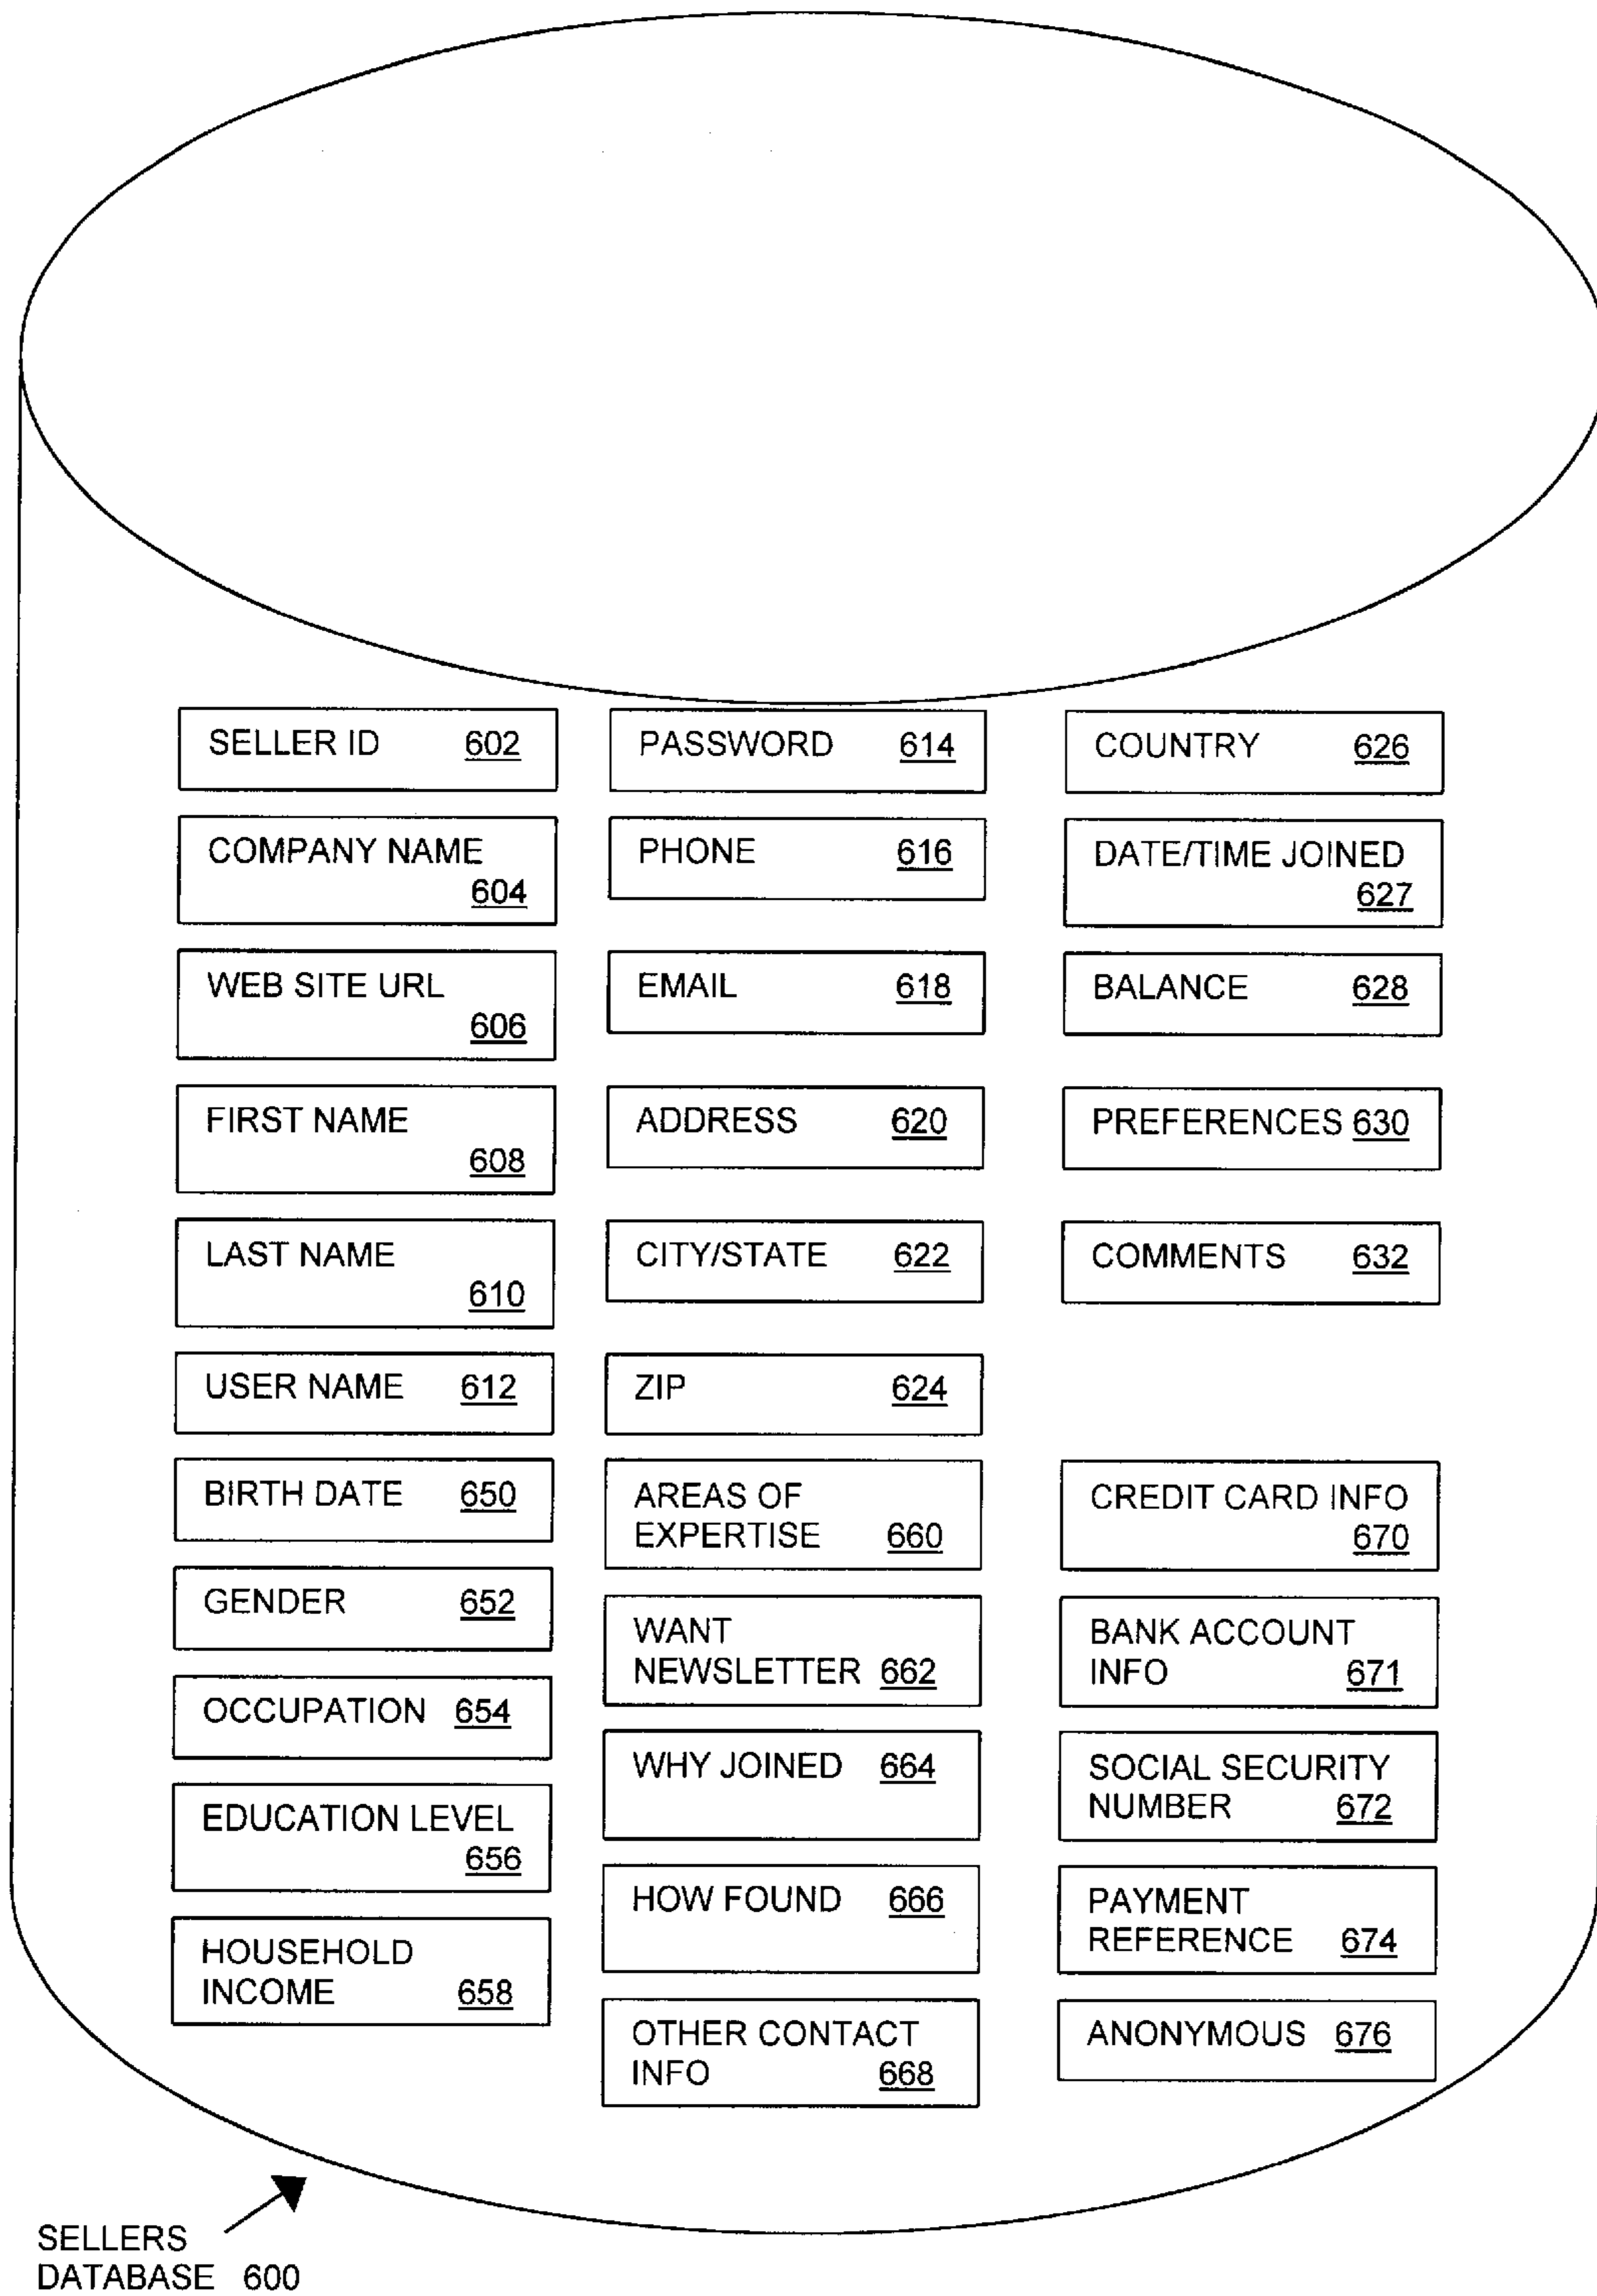 SELLER ID 602
COMPANY NAME
604
WEB SITE URL
606
FIRST NAME
608
LAST NAME
610
USER NAME 612
BIRTH DATE 650
GENDER 652
OCCUPATION 654
EDUCATION LEVEL
656
HOUSEHOLD
INCOME 658
PASSWORD 614
PHONE 616
EMAIL 618
ADDRESS 620
CITY/STATE 622
ZIP 624
AREAS OF
EXPERTISE 660
WANT
NEWSLETTER 662
WHY JOINED 664
HOW FOUND 666
OTHER CONTACT
INFO 668
COUNTRY 626
DATE/TIME JOINED
627
BALANCE 628
PREFERENCES 630
COMMENTS 632
CREDIT CARD INFO
670
BANK ACCOUNT
INFO 671
SOCIAL SECURITY
NUMBER 672
PAYMENT
REFERENCE 674
ANONYMOUS 676
SELLERS
DATABASE 600